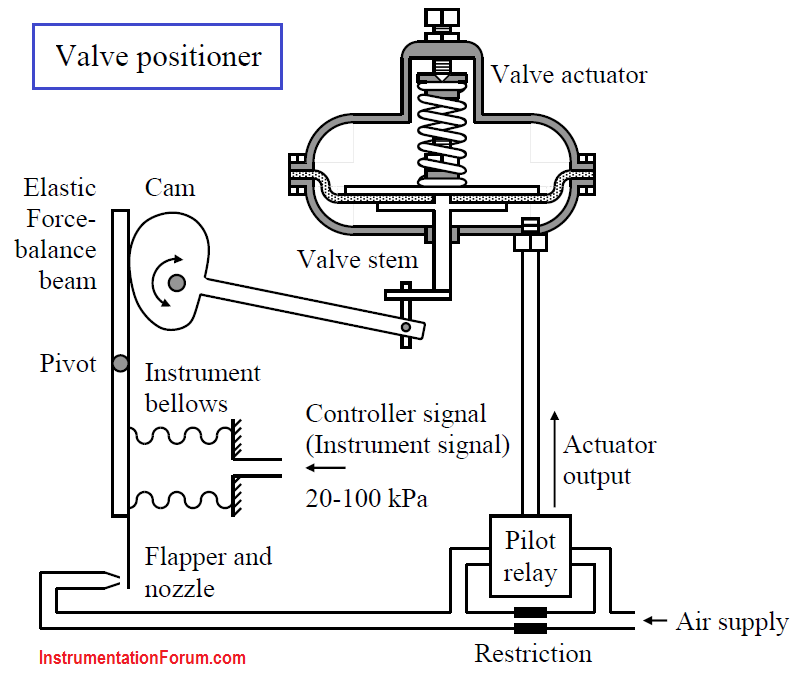 Valve positioner
Valve actuator
Elastic
Force-
balance
beam
Cam
Valve stem
Pivot
Instrument
bellows
Controller signal
(Instrument signal)
20-100 kPa
Actuator
output
Pilot
relay
Flapper and
nozzle
Air supply
Restriction
InstrumentationForum.com